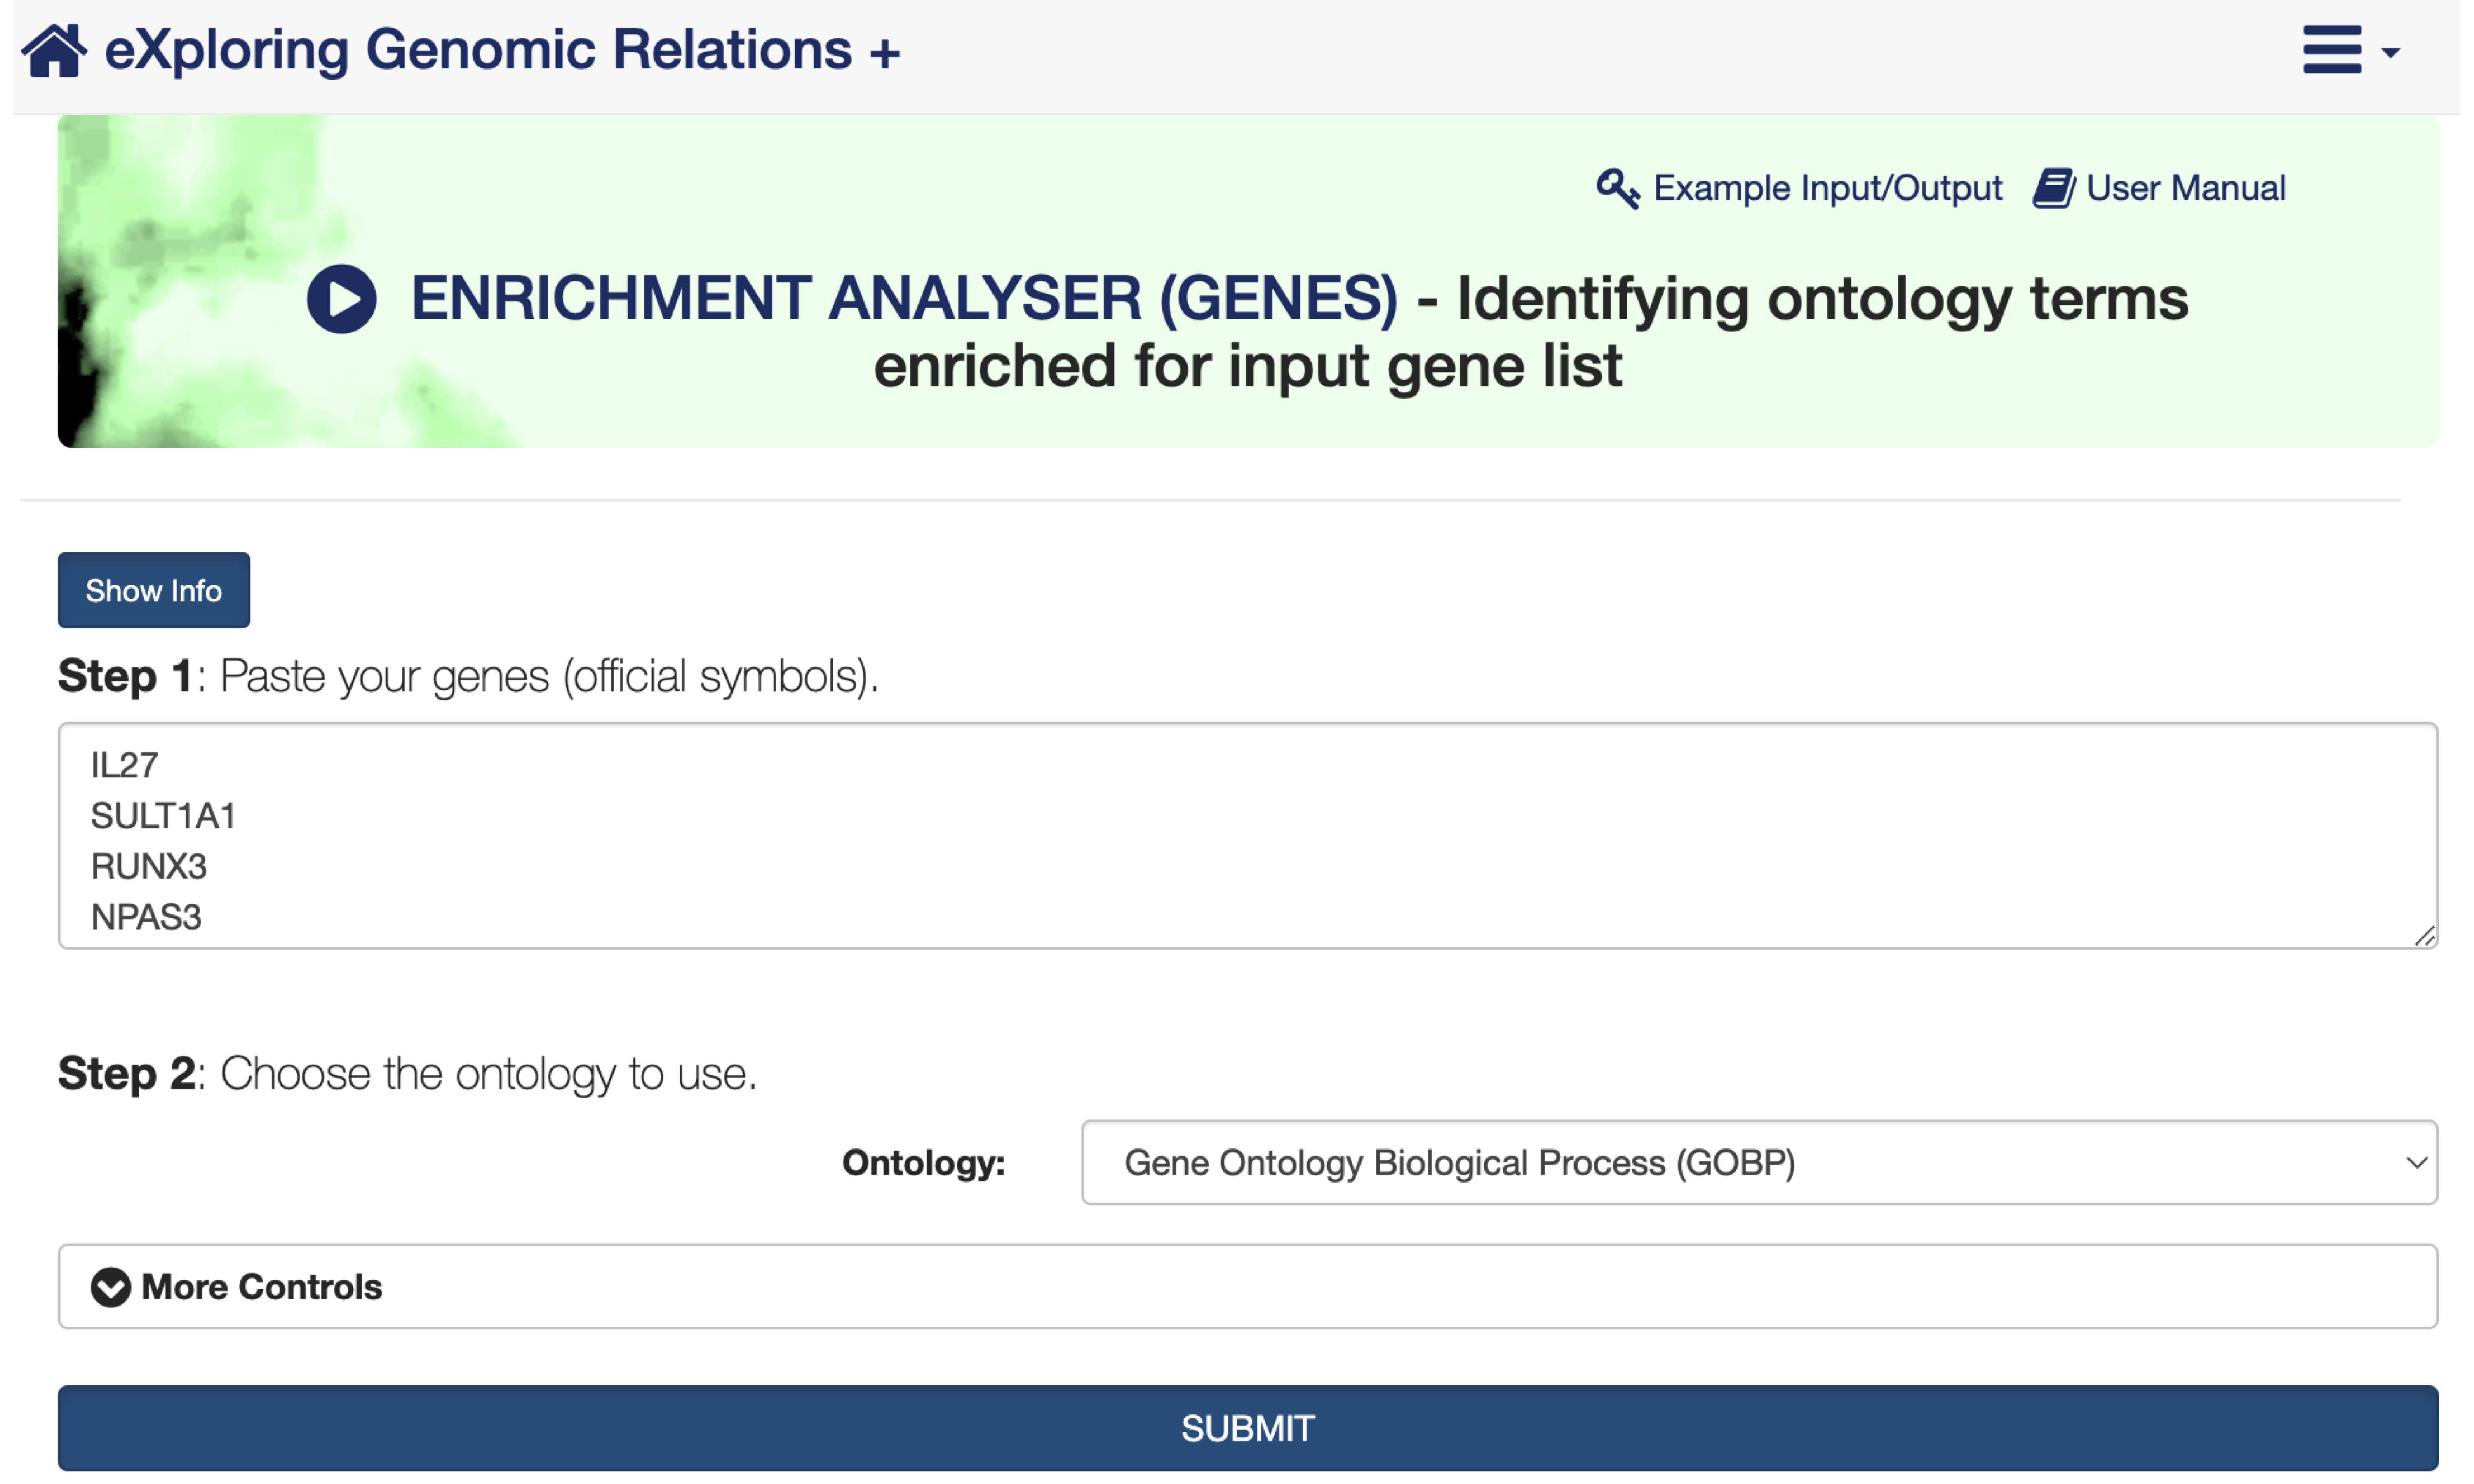 eXploring Genomic Relations +
Example Input/Output User Manual
ENRICHMENT ANALYSER (GENES) - Identifying ontology terms
enriched for input gene list
Show Info
Step 1: Paste your genes (official symbols).
IL27
SULT1A1
RUNX3
NPAS3
Step 2: Choose the ontology to use.
Ontology: Gene Ontology Biological Process (GOBP)
More Controls
SUBMIT